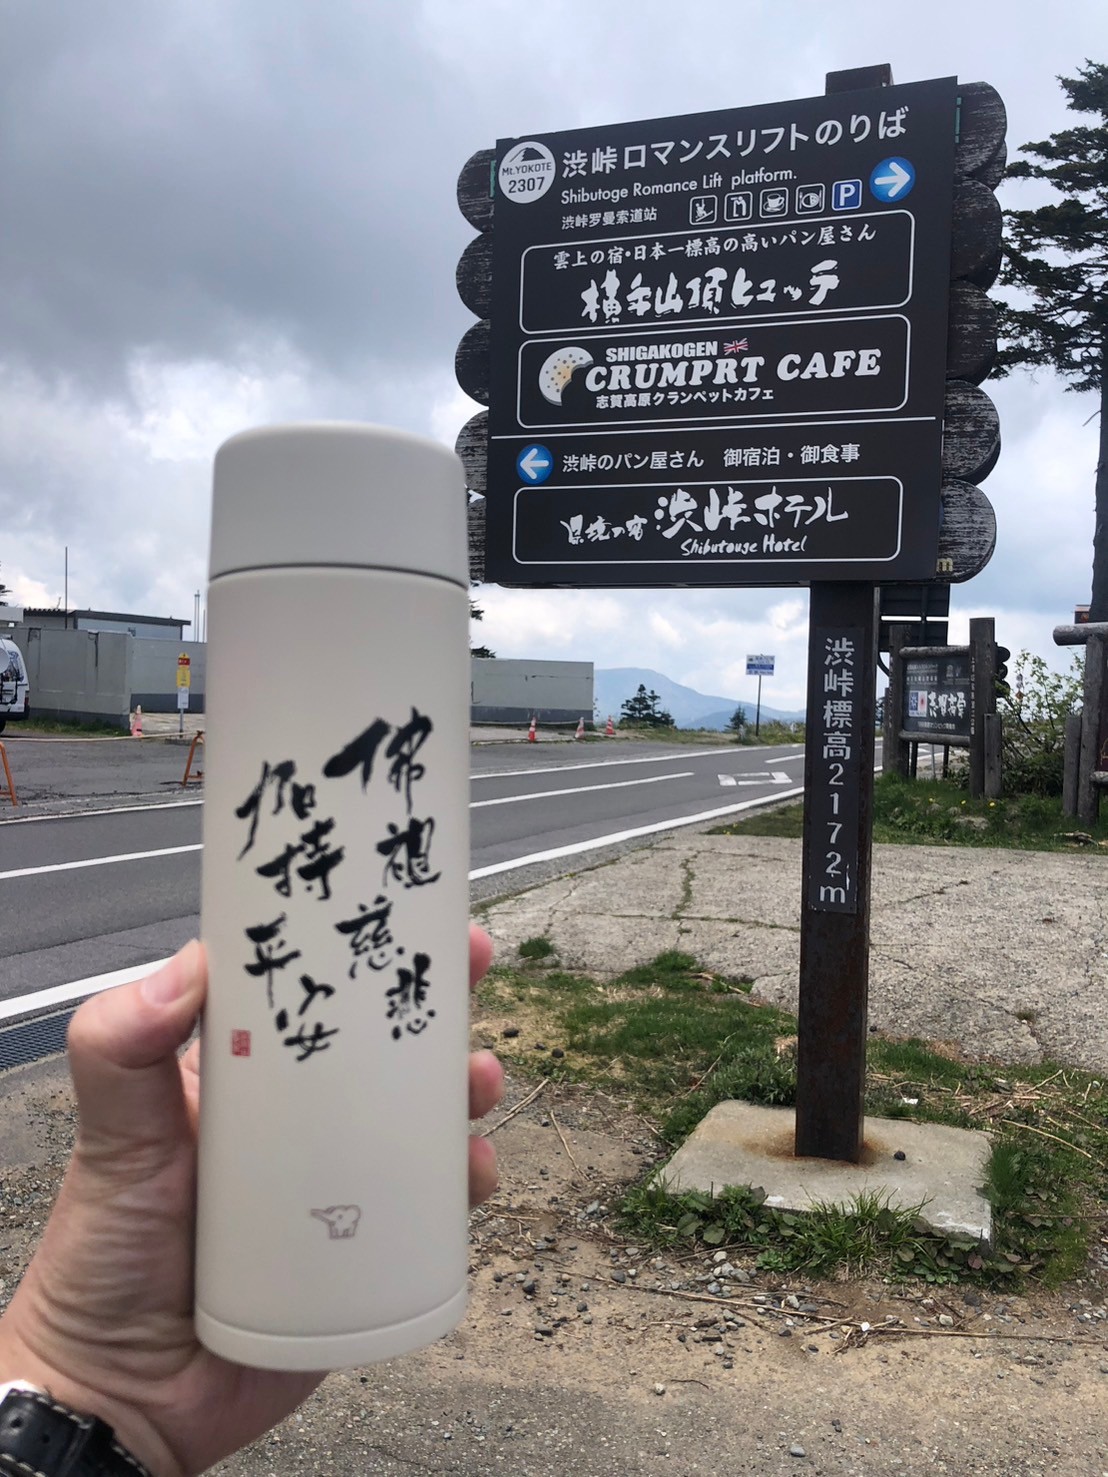 Mt.YOKOTE
2307
渋峠ロマンスリフトのりば
Shibutoge Romance Lift platform.
渋峠罗曼索道站
P
雲上の宿・日本一標高の高いパン屋さん
横手山頂ヒュッテ
SHIGAKOGEN
CRUMPRT CAFE
志賀高原クランペットカフェ
渋峠のパン屋さん 御宿泊・御食事
県境の宿 渋峠ホテル
Shibutouge Hotel
渋峠標高2172m
佛祖慈悲
加持平安